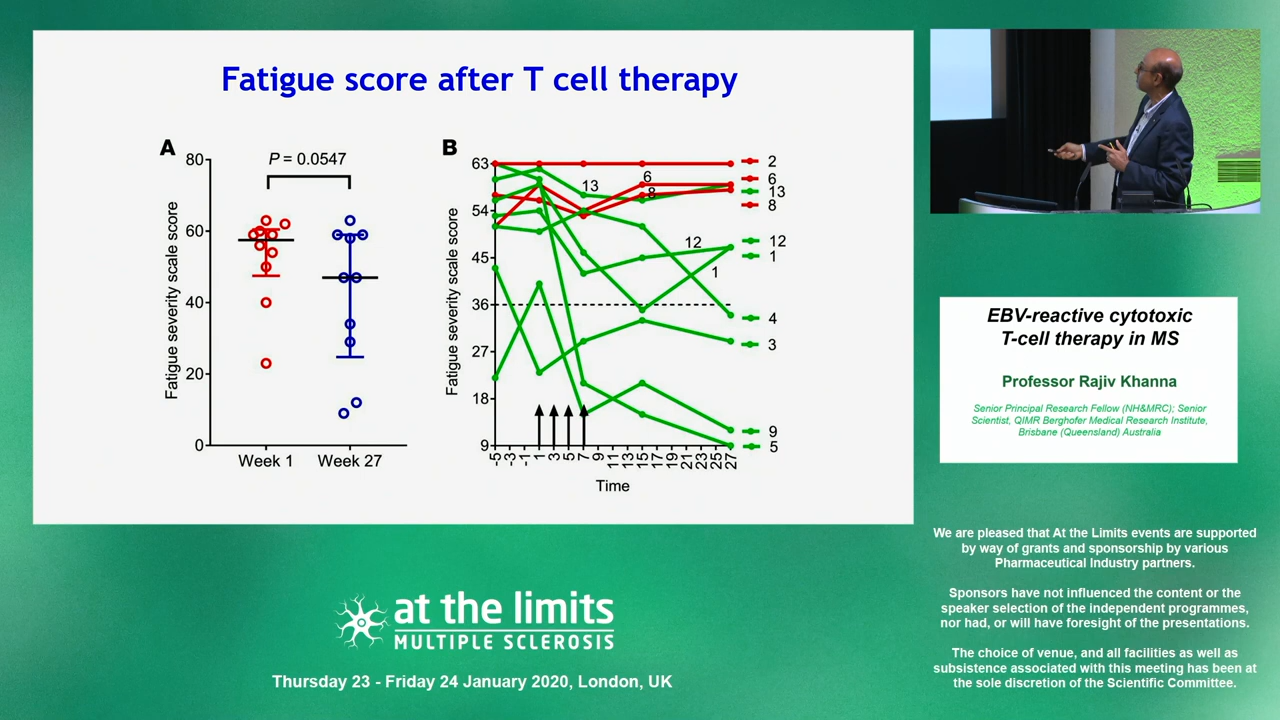 Fatigue score after T cell therapy
A
P = 0.0547
Fatigue severity scale score
80
60
40
20
0
Week 1
Week 27
B
Fatigue severity scale score
63
54
45
36
27
18
9
-5
-3
-1
1
3
5
7
9
11
13
15
17
19
21
23
25
27
Time
13
6
8
12
1
2
6
13
8
12
1
4
3
9
5
EBV-reactive cytotoxic
T-cell therapy in MS
Professor Rajiv Khanna
Senior Principal Research Fellow (NH&MRC); Senior
Scientist, QIMR Berghofer Medical Research Institute,
Brisbane (Queensland) Australia
We are pleased that At the Limits events are supported
by way of grants and sponsorship by various
Pharmaceutical Industry partners.
Sponsors have not influenced the content or the
speaker selection of the independent programmes,
nor had, or will have foresight of the presentations.
The choice of venue, and all facilities as well as
subsistence associated with this meeting has been at
the sole discretion of the Scientific Committee.
at the limits
MULTIPLE SCLEROSIS
Thursday 23 - Friday 24 January 2020, London, UK